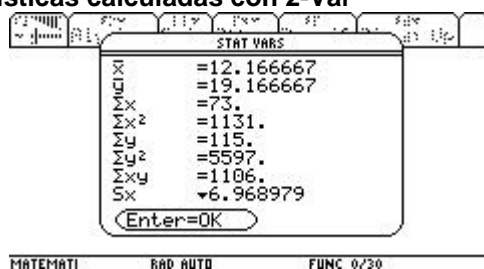 sticas calculadas con 2-Var
STAT VARS
x̄ =12.166667
ȳ =19.166667
Σx =73.
Σx² =1131.
Σy =115.
Σy² =5597.
Σxy =1106.
Sx ▾6.968979
Enter=OK
MATEMATI RAD AUTO FUNC 0/30